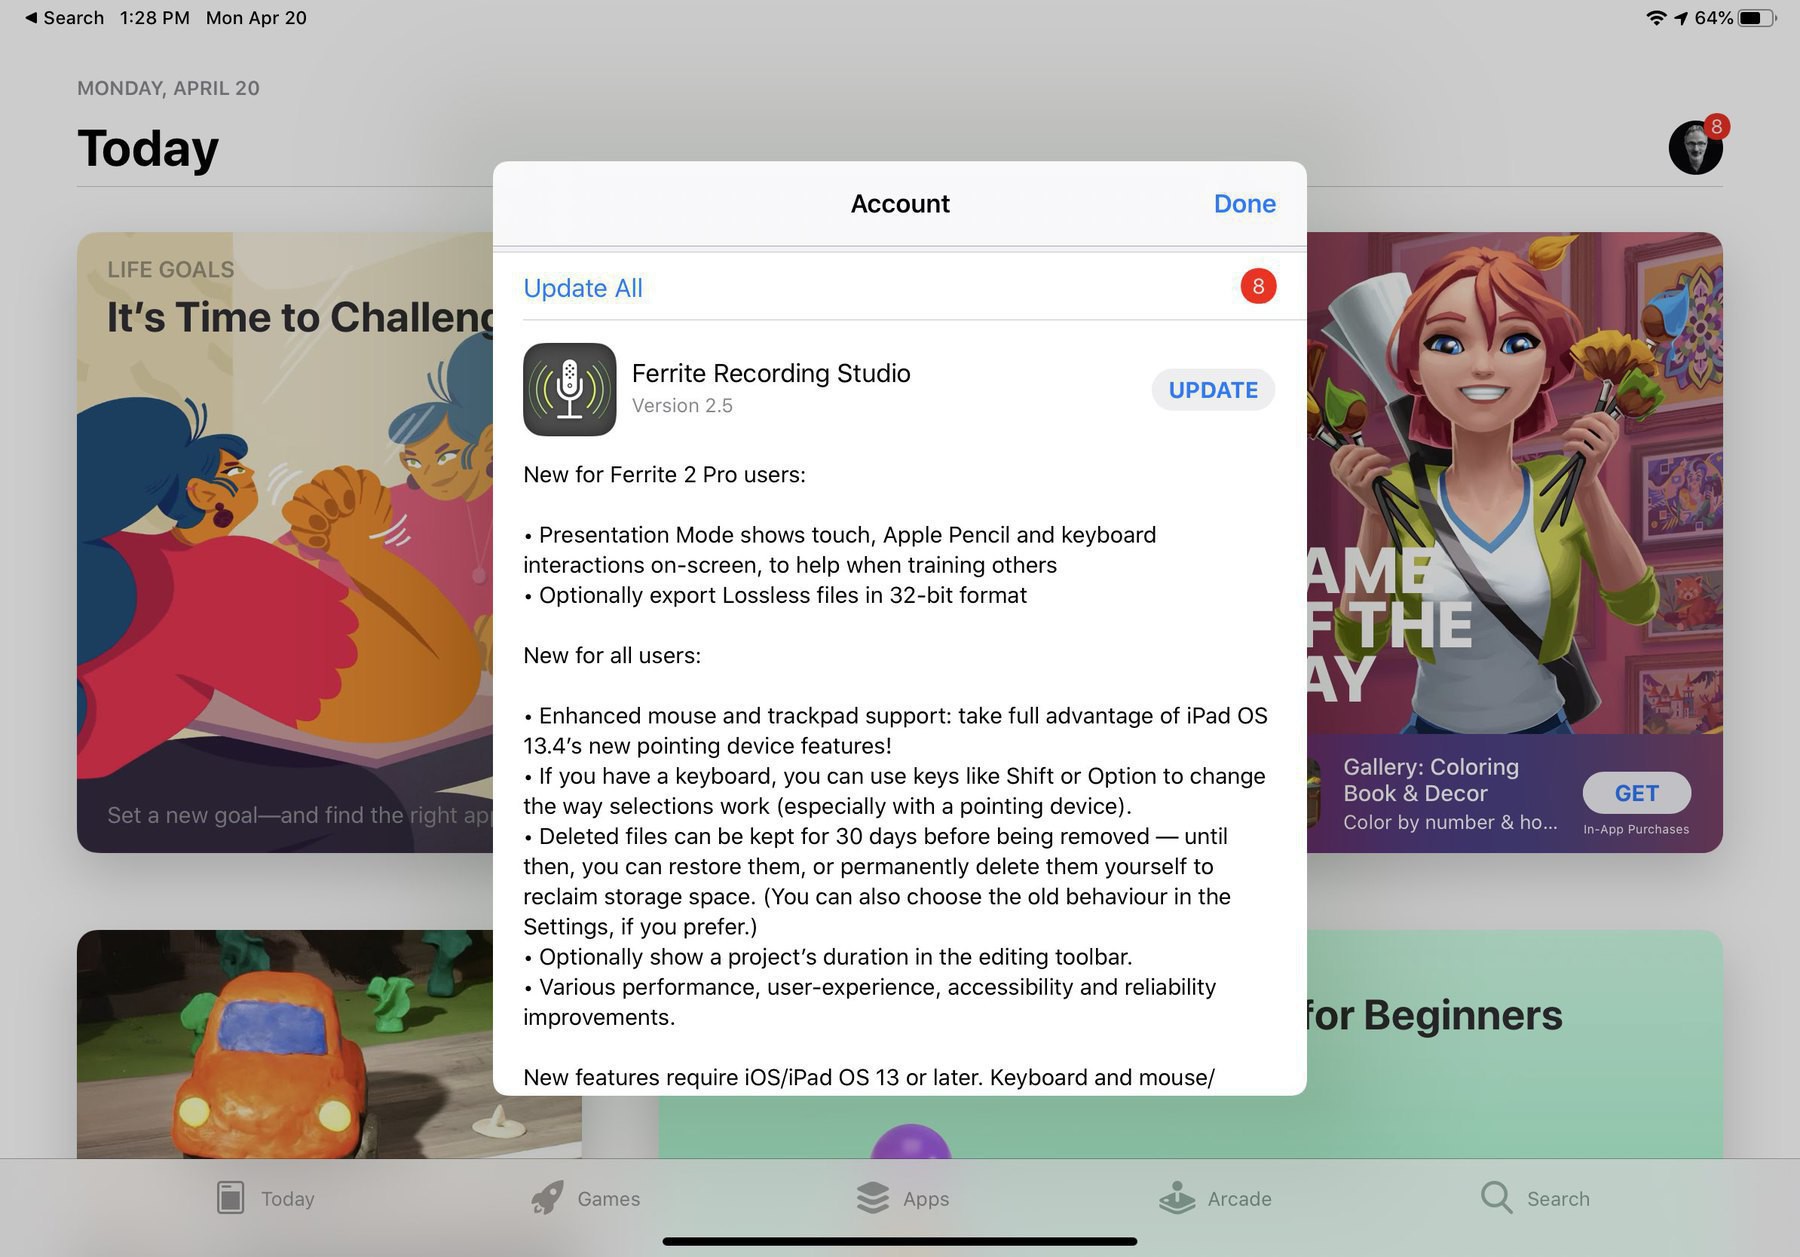 ◀ Search 1:28 PM Mon Apr 20
64%
MONDAY, APRIL 20
Today
8
Account
Done
Update All
8
Ferrite Recording Studio
Version 2.5
UPDATE
New for Ferrite 2 Pro users:
• Presentation Mode shows touch, Apple Pencil and keyboard
interactions on-screen, to help when training others
• Optionally export Lossless files in 32-bit format
New for all users:
• Enhanced mouse and trackpad support: take full advantage of iPad OS
13.4’s new pointing device features!
• If you have a keyboard, you can use keys like Shift or Option to change
the way selections work (especially with a pointing device).
• Deleted files can be kept for 30 days before being removed — until
then, you can restore them, or permanently delete them yourself to
reclaim storage space. (You can also choose the old behaviour in the
Settings, if you prefer.)
• Optionally show a project’s duration in the editing toolbar.
• Various performance, user-experience, accessibility and reliability
improvements.
New features require iOS/iPad OS 13 or later. Keyboard and mouse/
LIFE GOALS
It’s Time to Challeng
Set a new goal—and find the right ap
AME
F THE
AY
Gallery: Coloring
Book & Decor
Color by number & ho...
GET
In-App Purchases
for Beginners
Today
Games
Apps
Arcade
Search